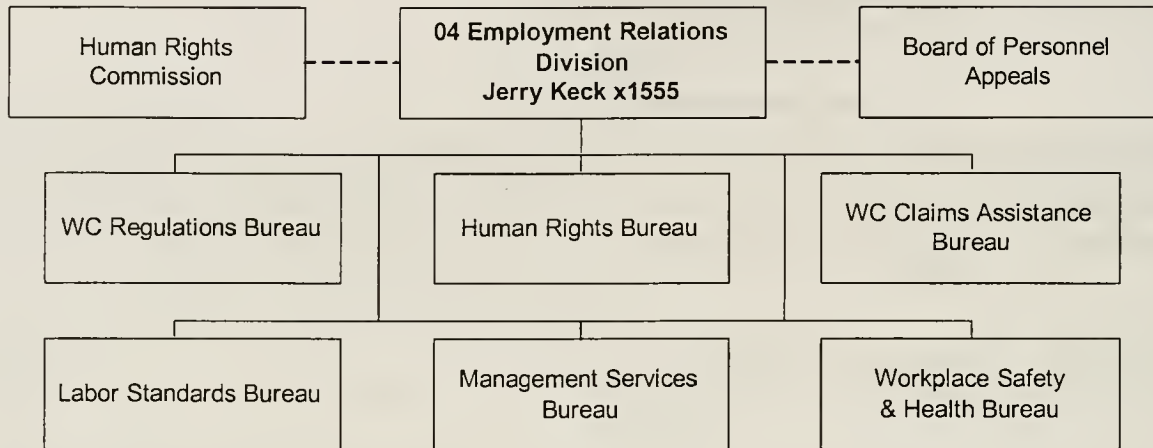 Human Rights
Commission
04 Employment Relations
Division
Jerry Keck x1555
Board of Personnel
Appeals
WC Regulations Bureau
Human Rights Bureau
WC Claims Assistance
Bureau
Labor Standards Bureau
Management Services
Bureau
Workplace Safety
& Health Bureau